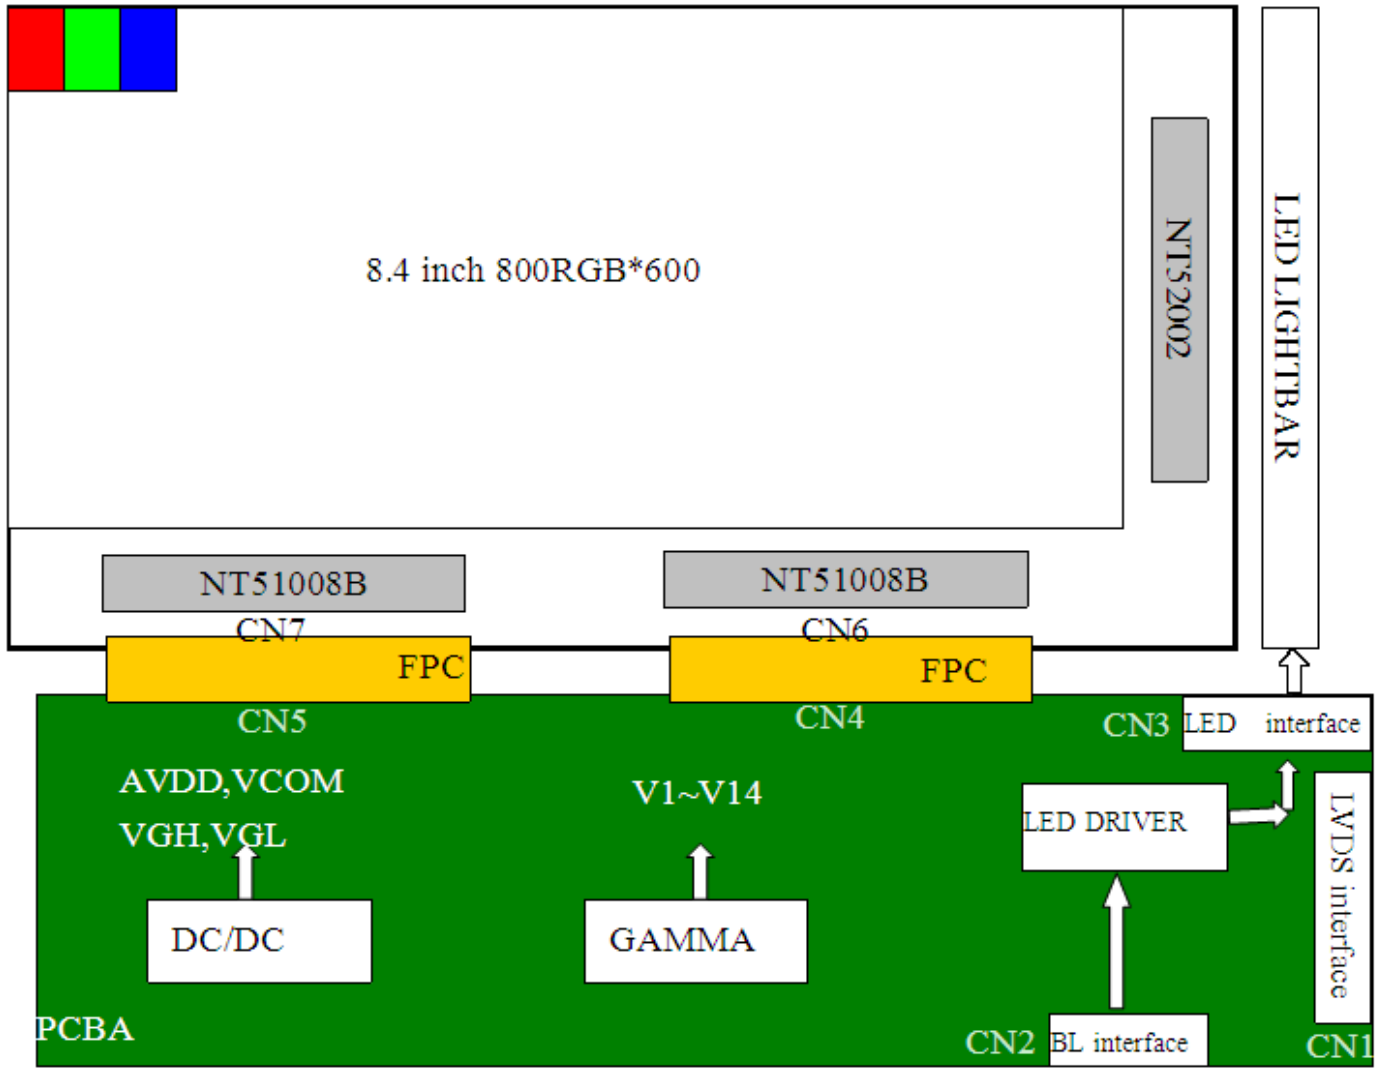 8.4 inch 800RGB*600
NT52002
LED LIGHTBAR
NT51008B
NT51008B
CN7
CN6
FPC
FPC
CN5
CN4
CN3
LED interface
AVDD,VCOM
VGH,VGL
V1~V14
LED DRIVER
LVDS interface
DC/DC
GAMMA
PCBA
CN2
BL interface
CN1